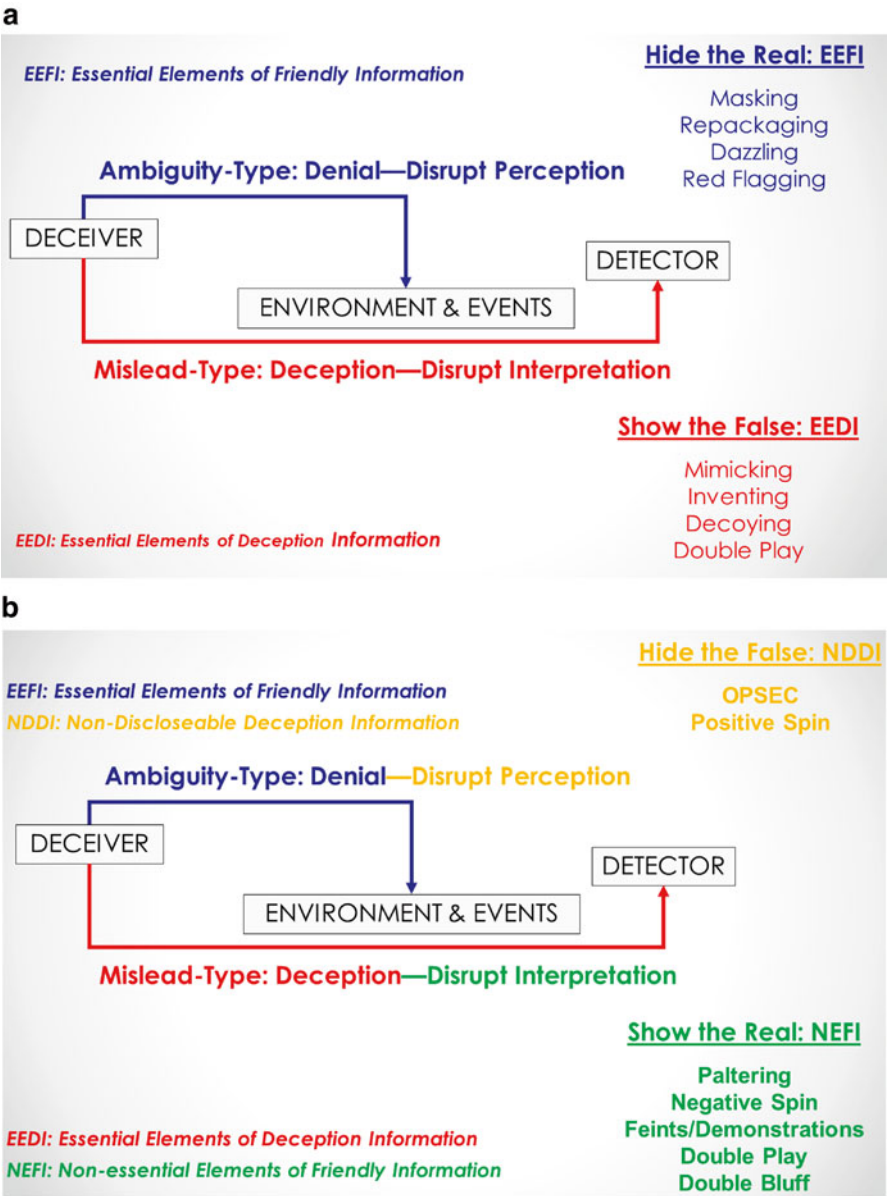 a
Hide the Real: EEFI
EEFI: Essential Elements of Friendly Information
Masking
Repackaging
Dazzling
Red Flagging
Ambiguity-Type: Denial—Disrupt Perception
DECEIVER
DETECTOR
ENVIRONMENT & EVENTS
Mislead-Type: Deception—Disrupt Interpretation
Show the False: EEDI
Mimicking
Inventing
Decoying
Double Play
EEDI: Essential Elements of Deception Information
b
Hide the False: NDDI
EEFI: Essential Elements of Friendly Information
NDDI: Non-Discloseable Deception Information
OPSEC
Positive Spin
Ambiguity-Type: Denial—Disrupt Perception
DECEIVER
DETECTOR
ENVIRONMENT & EVENTS
Mislead-Type: Deception—Disrupt Interpretation
Show the Real: NEFI
Paltering
Negative Spin
Feints/Demonstrations
Double Play
Double Bluff
EEDI: Essential Elements of Deception Information
NEFI: Non-essential Elements of Friendly Information